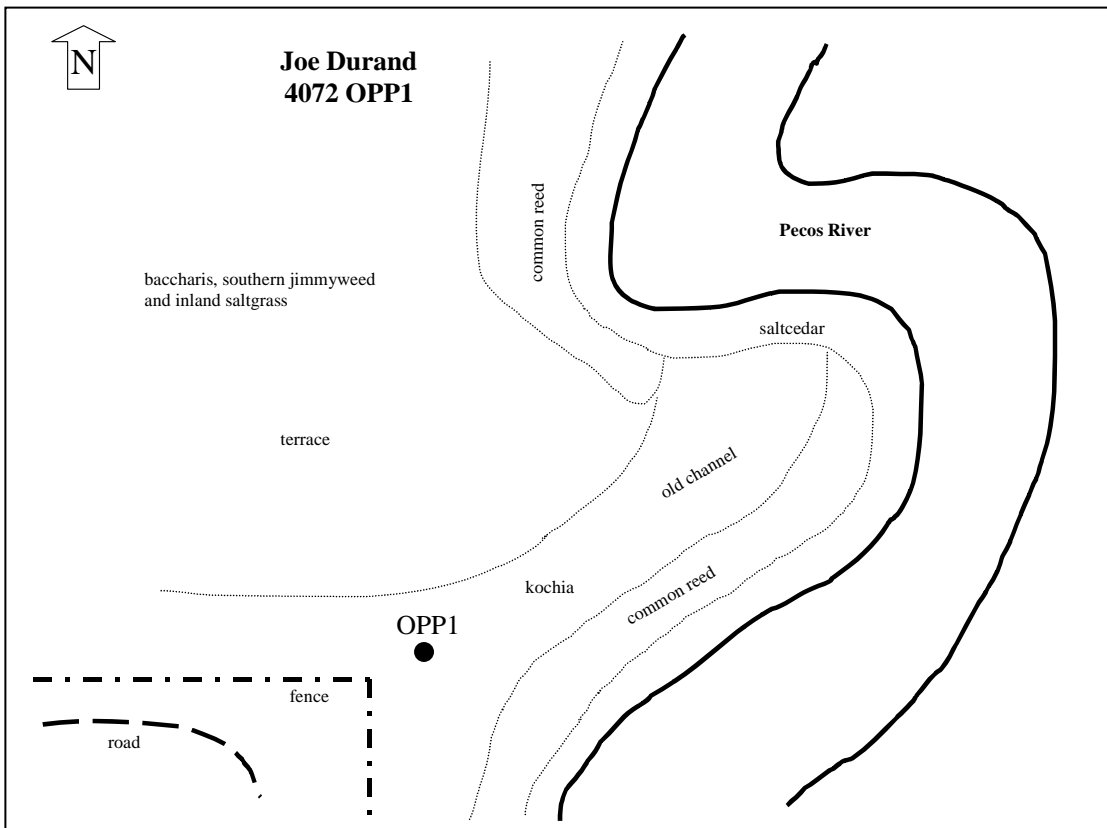 N
Joe Durand
4072 OPP1
common reed
Pecos River
baccharis, southern jimmyweed
and inland saltgrass
saltcedar
terrace
old channel
kochia
common reed
OPP1
fence
road